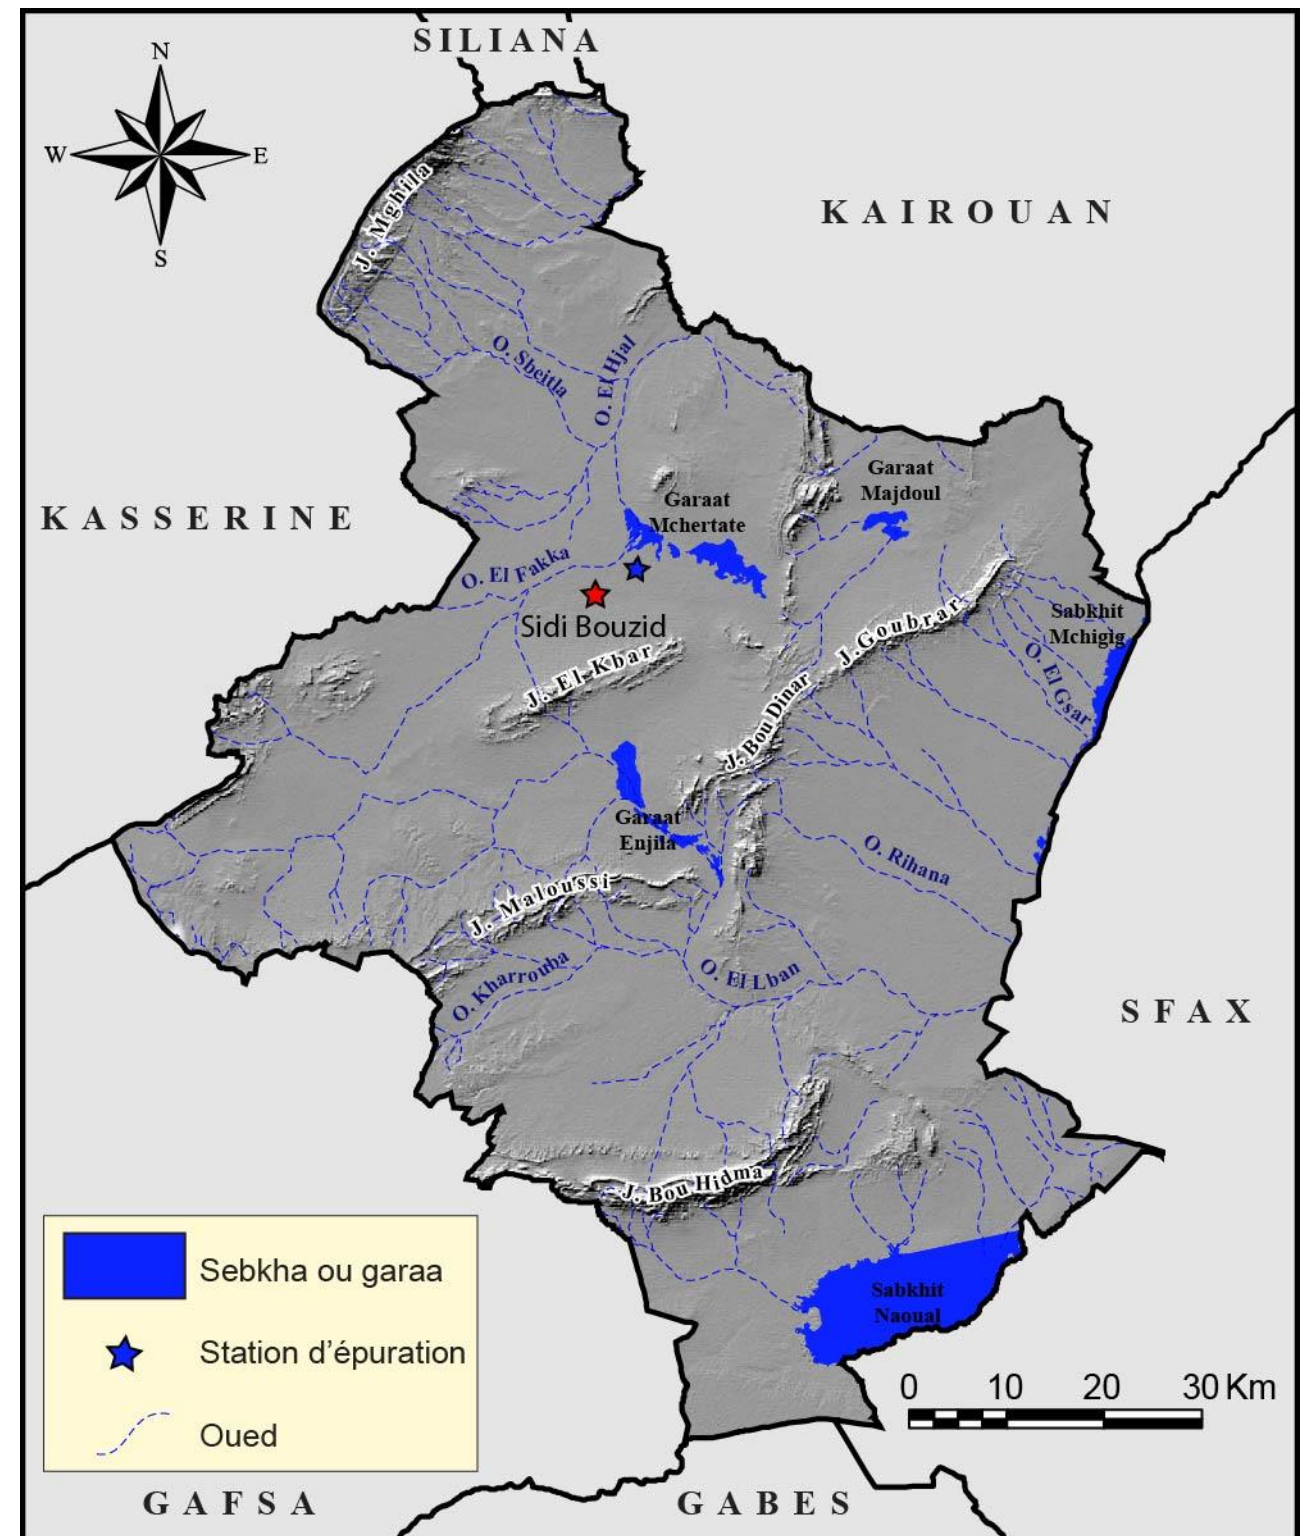 SILIANA
N
W
E
S
KAIROUAN
J. Mghila
O. Sbeitla
O. El Hjal
KASSERINE
Garaat
Mchertate
Garaat
Majdoul
O. El Fakka
Sidi Bouzid
J. El Kbar
J. Goubrar
J. Bou Dinar
Sabkhit
Mchigig
O. El Gsar
Garaat
Enjila
O. Rihana
J. Maloussi
O. Kharrouba
O. El Lban
SFAX
J. Bou Hidma
Sabkhit
Naoual
Sebkha ou garaa
Station d’épuration
Oued
0 10 20 30 Km
GAFSA
GABES